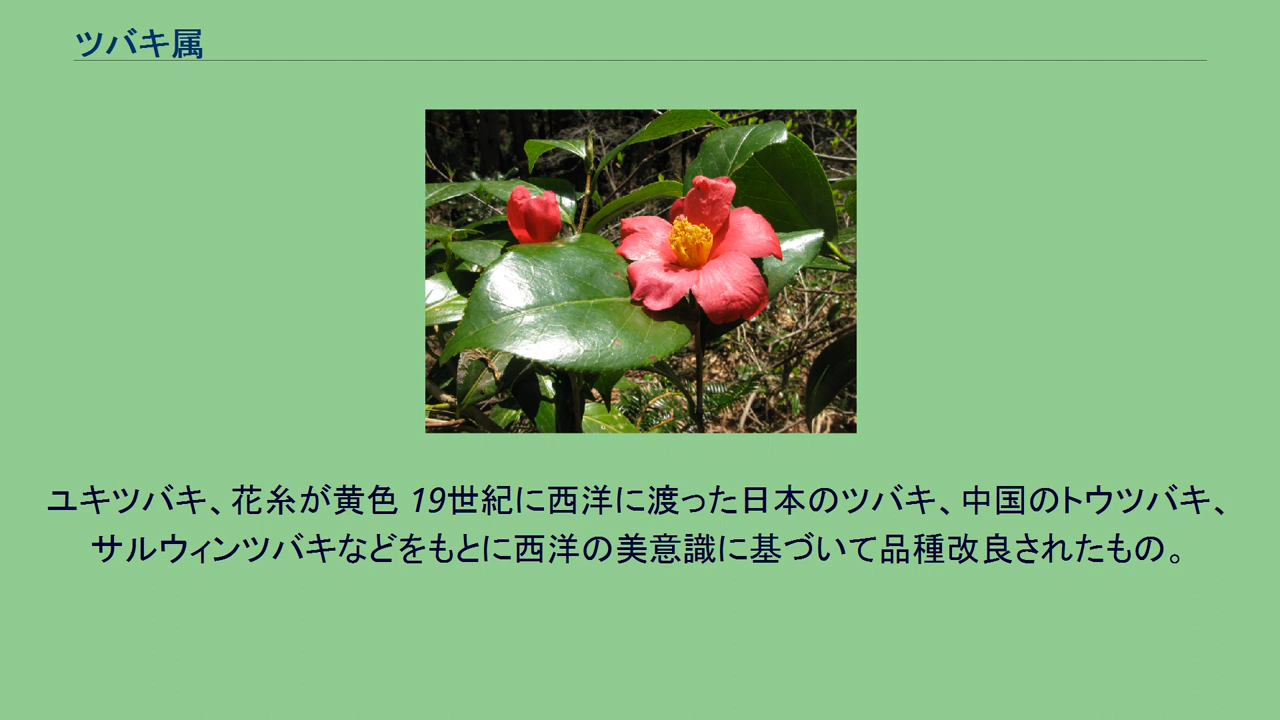 ツバキ属
ユキツバキ、花糸が黄色 19世紀に西洋に渡った日本のツバキ、中国のトウツバキ、
サルウィンツバキなどをもとに西洋の美意識に基づいて品種改良されたもの。